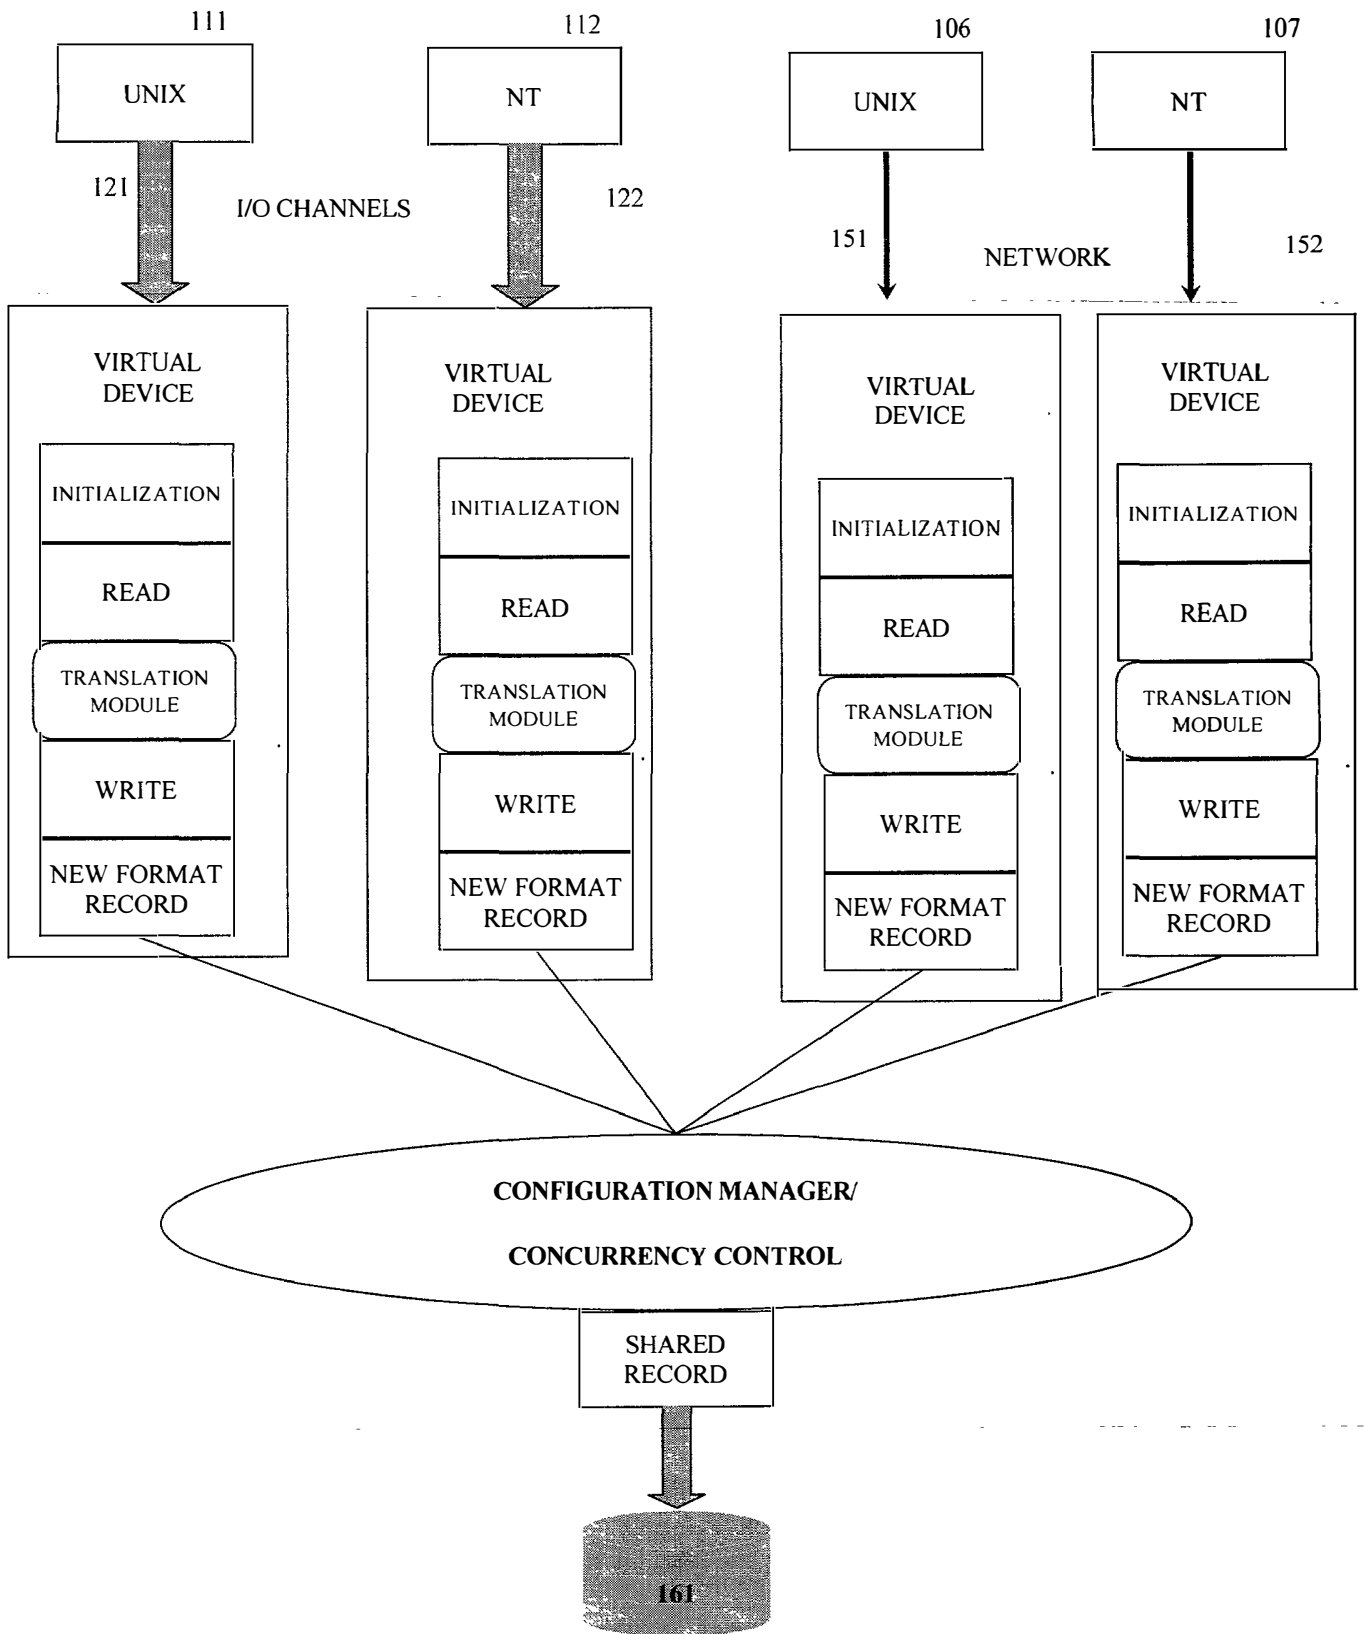 111
112
106
107
UNIX
NT
UNIX
NT
121
I/O CHANNELS
122
151
NETWORK
152
VIRTUAL
DEVICE
INITIALIZATION
READ
TRANSLATION
MODULE
WRITE
NEW FORMAT
RECORD
VIRTUAL
DEVICE
INITIALIZATION
READ
TRANSLATION
MODULE
WRITE
NEW FORMAT
RECORD
VIRTUAL
DEVICE
INITIALIZATION
READ
TRANSLATION
MODULE
WRITE
NEW FORMAT
RECORD
VIRTUAL
DEVICE
INITIALIZATION
READ
TRANSLATION
MODULE
WRITE
NEW FORMAT
RECORD
CONFIGURATION MANAGER/
CONCURRENCY CONTROL
SHARED
RECORD
161